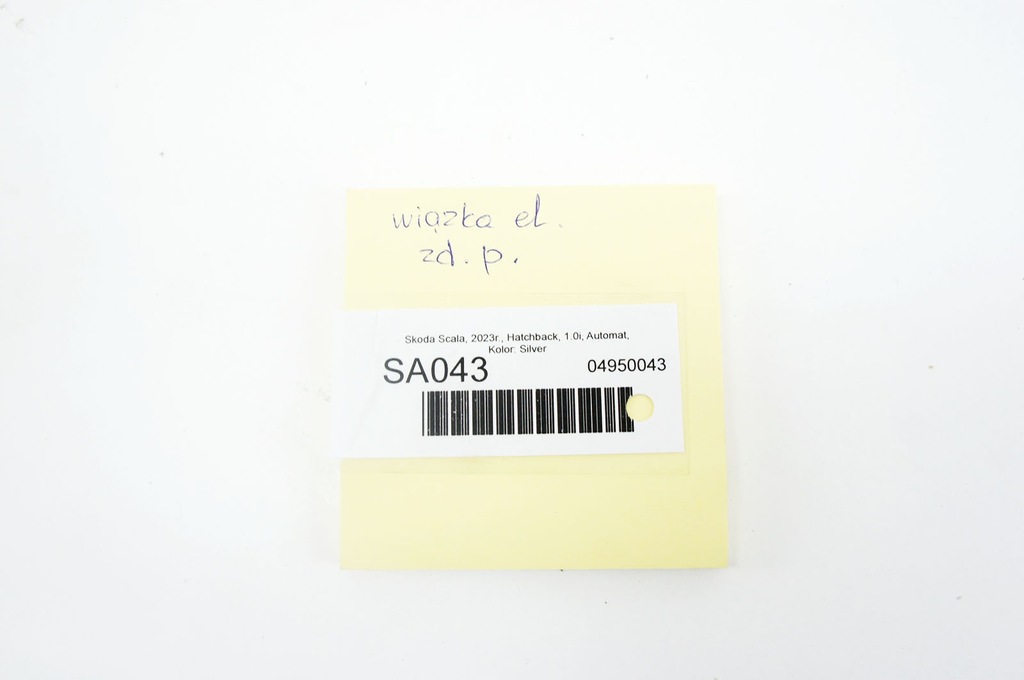 wiązka el.
zd. p.
Skoda Scala, 2023r., Hatchback, 1.0i, Automat,
Kolor: Silver
SA043 04950043